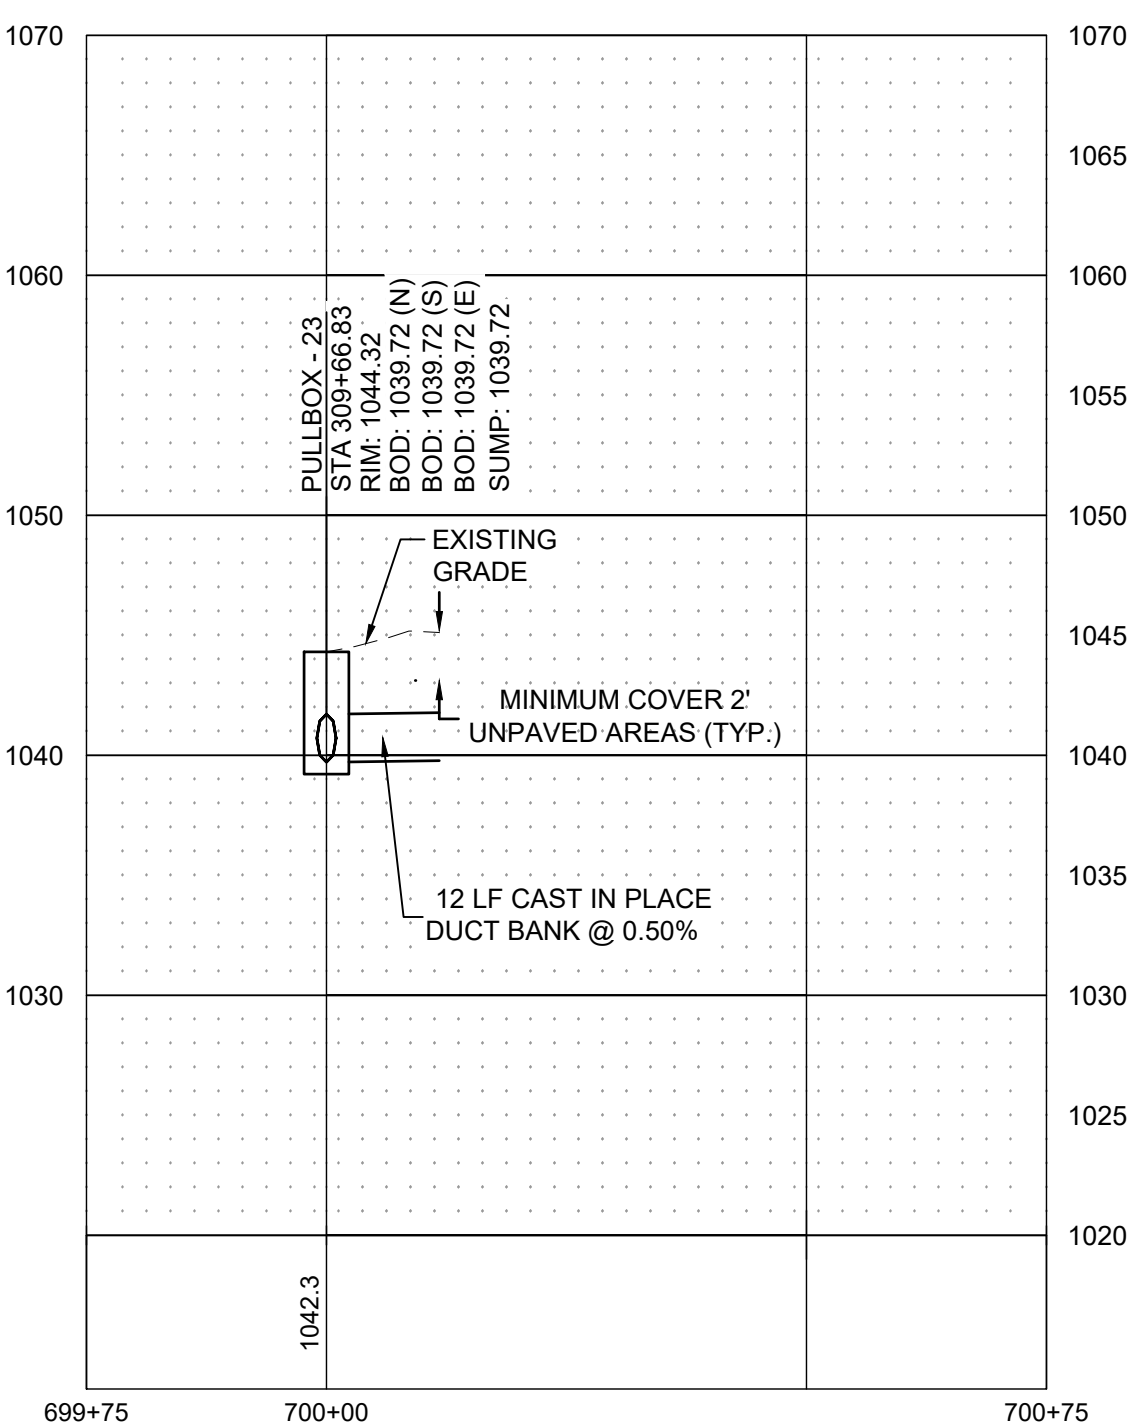 1070
1060
1050
1040
1030
1070
1065
1060
1055
1050
1045
1040
1035
1030
1025
1020
PULLBOX - 23
STA 309+66.83
RIM: 1044.32
BOD: 1039.72 (N)
BOD: 1039.72 (S)
BOD: 1039.72 (E)
SUMP: 1039.72
EXISTING
GRADE
MINIMUM COVER 2'
UNPAVED AREAS (TYP.)
12 LF CAST IN PLACE
DUCT BANK @ 0.50%
1042.3
699+75
700+00
700+75